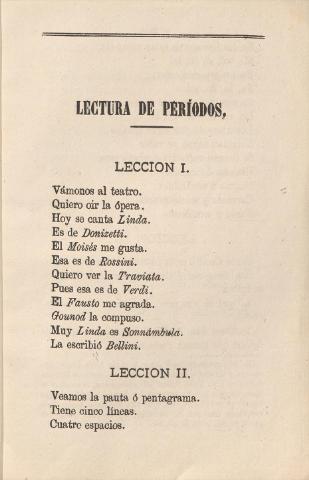 LECTURA DE PERÍODOS,
LECCION I.
Vámonos al teatro.
Quiero oir la ópera.
Hoy se canta Linda.
Es de Donizetti.
El Moisés me gusta.
Esa es de Rossini.
Quiero ver la Traviata.
Pues esa es de Verdi.
El Fausto me agrada.
Gounod la compuso.
Muy Linda es Sonnámbula.
La escribió Bellini.
LECCION II.
Veamos la pauta ó pentagrama.
Tiene cinco líneas.
Cuatro espacios.